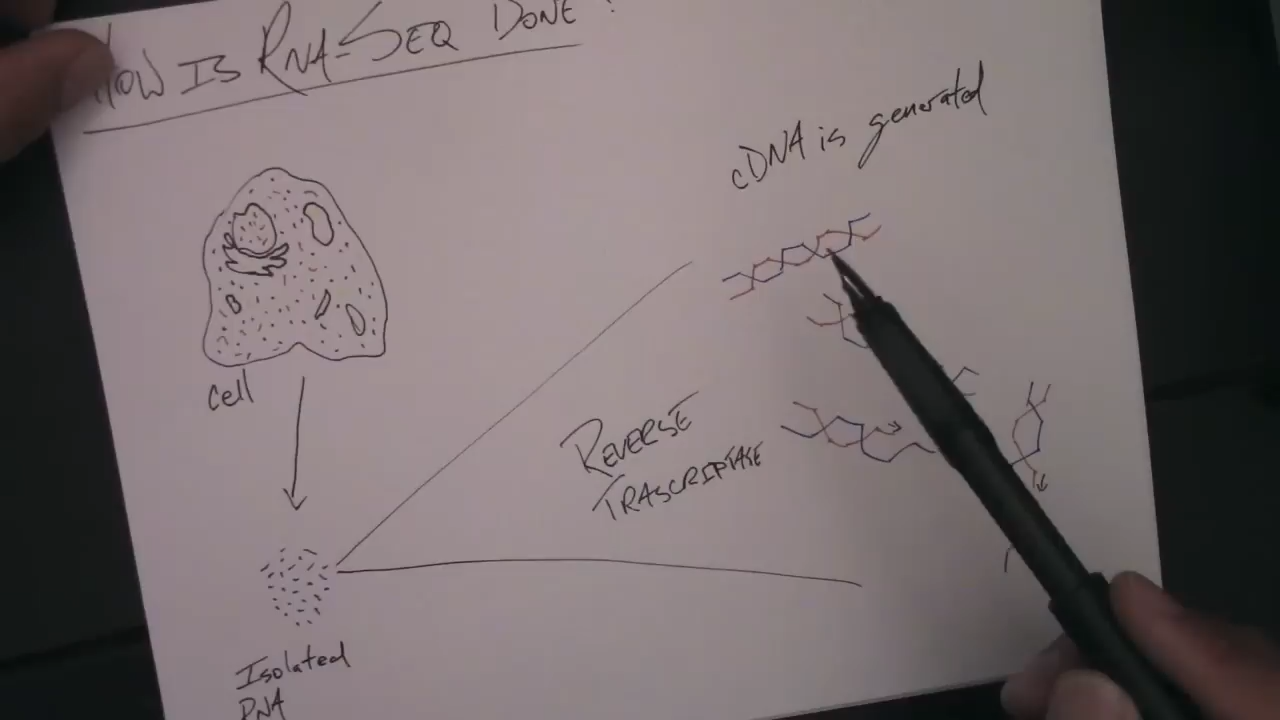 How Is RNA-SEQ DONE?
cDNA is generated
cell
REVERSE
TRASCRIPTASE
Isolated
RNA